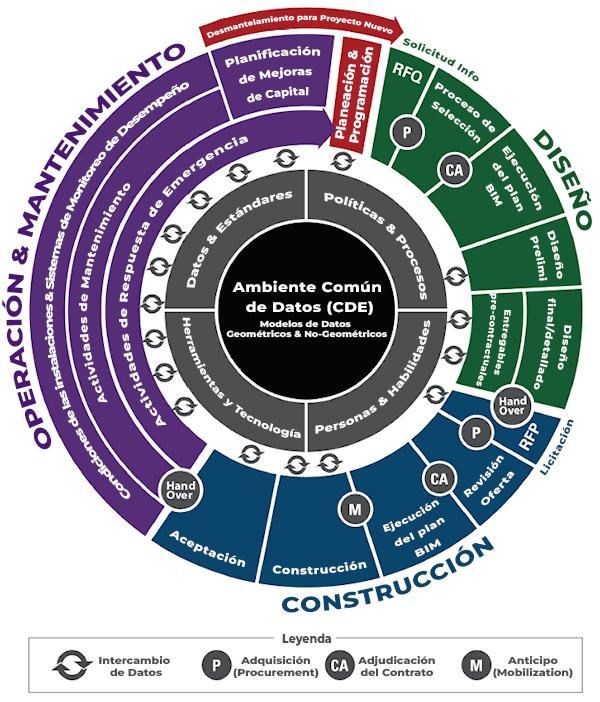 Desmantelamiento para Proyecto Nuevo
Planeación &
Programación
Solicitud Info
RFQ
P
Proceso de
Selección
CA
DISEÑO
Ejecución
del plan
BIM
Diseño
Prelimi
Diseño
final/detallado
Entregables
pre-contractuales
Hand
Over
RFP
Licitación
P
Revisión
Oferta
CA
Ejecución
del plan
BIM
M
CONSTRUCCIÓN
Construcción
Aceptación
Hand
Over
OPERACIÓN & MANTENIMIENTO
Condiciones de las instalaciones & Sistemas de Monitoreo de Desempeño
Actividades de Mantenimiento
Actividades de Respuesta de Emergencia
Planificación
de Mejoras
de Capital
Datos & Estándares
Políticas & Procesos
Personas & Habilidades
Herramientas y Tecnología
Ambiente Común
de Datos (CDE)
Modelos de Datos
Geométricos & No-Geométricos
Leyenda
Intercambio
de Datos
P
Adquisición
(Procurement)
CA
Adjudicación
del Contrato
M
Anticipo
(Mobilization)